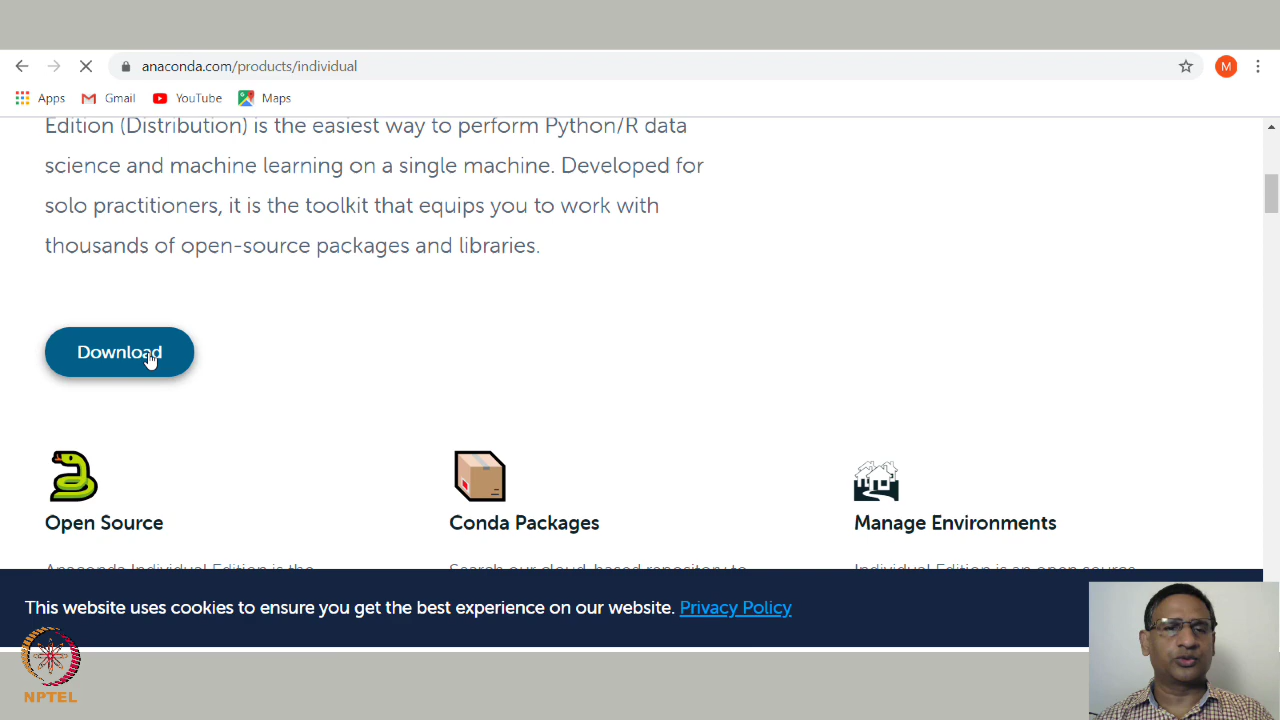 anaconda.com/products/individual
M
Apps Gmail YouTube Maps
Edition (Distribution) is the easiest way to perform Python/R data
science and machine learning on a single machine. Developed for
solo practitioners, it is the toolkit that equips you to work with
thousands of open-source packages and libraries.
Download
Open Source Conda Packages Manage Environments
Anaconda Individual Edition is the Search our cloud-based repository to Individual Edition is an open source
This website uses cookies to ensure you get the best experience on our website. Privacy Policy
NPTEL